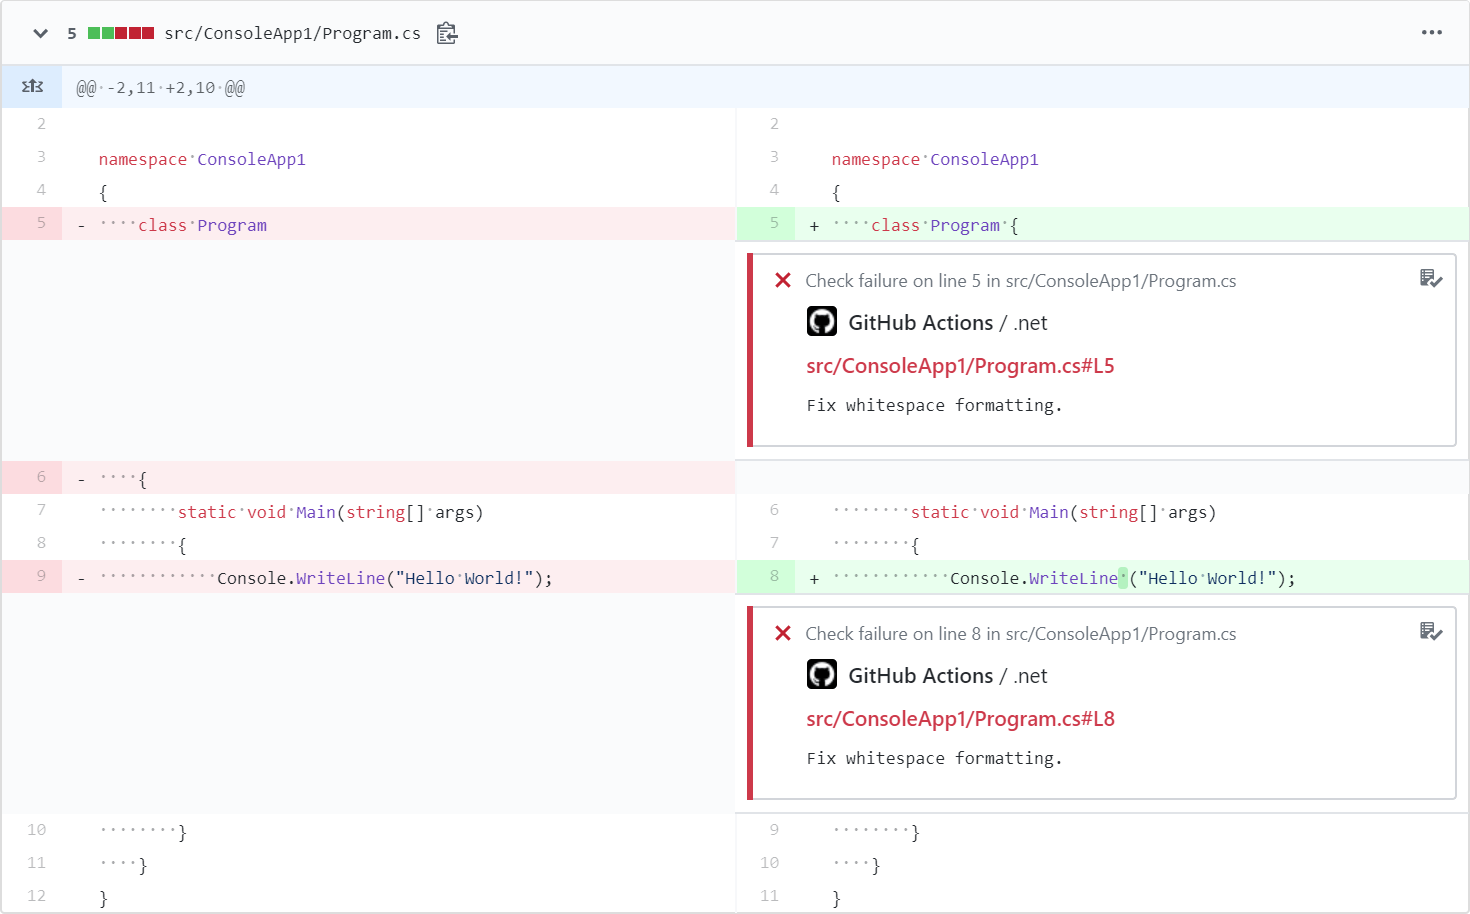 5 src/ConsoleApp1/Program.cs
@@ -2,11 +2,10 @@
2 2
3 namespace ConsoleApp1 3 namespace ConsoleApp1
4 { 4 {
5 - class Program 5 + class Program {
Check failure on line 5 in src/ConsoleApp1/Program.cs
GitHub Actions / .net
src/ConsoleApp1/Program.cs#L5
Fix whitespace formatting.
6 - {
7 static void Main(string[] args) 6 static void Main(string[] args)
8 { 7 {
9 - Console.WriteLine("Hello World!"); 8 + Console.WriteLine ("Hello World!");
Check failure on line 8 in src/ConsoleApp1/Program.cs
GitHub Actions / .net
src/ConsoleApp1/Program.cs#L8
Fix whitespace formatting.
10 } 9 }
11 } 10 }
12 } 11 }